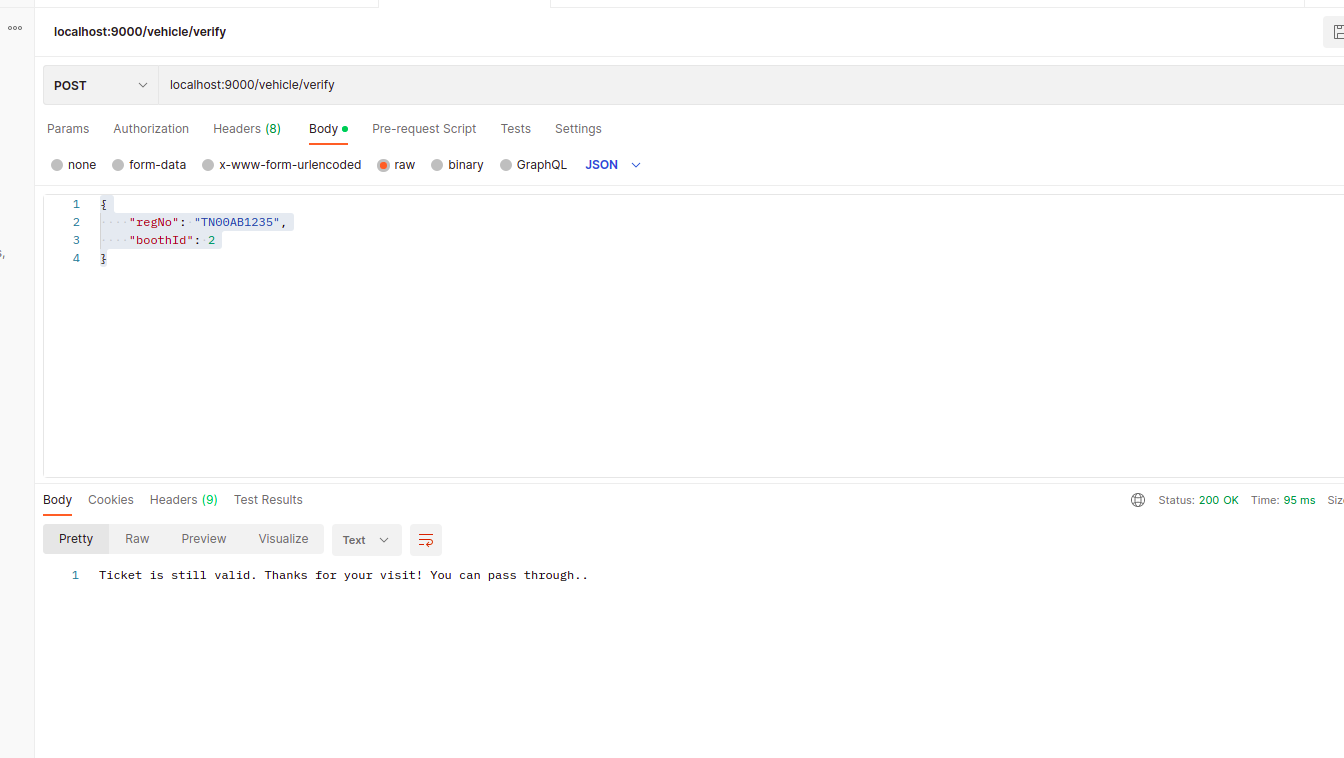 localhost:9000/vehicle/verify
POST localhost:9000/vehicle/verify
Params Authorization Headers (8) Body Pre-request Script Tests Settings
none form-data x-www-form-urlencoded raw binary GraphQL JSON
1 {
2 "regNo": "TN00AB1235",
3 "boothId": 2
4 }
Body Cookies Headers (9) Test Results Status: 200 OK Time: 95 ms
Pretty Raw Preview Visualize Text
1 Ticket is still valid. Thanks for your visit! You can pass through..